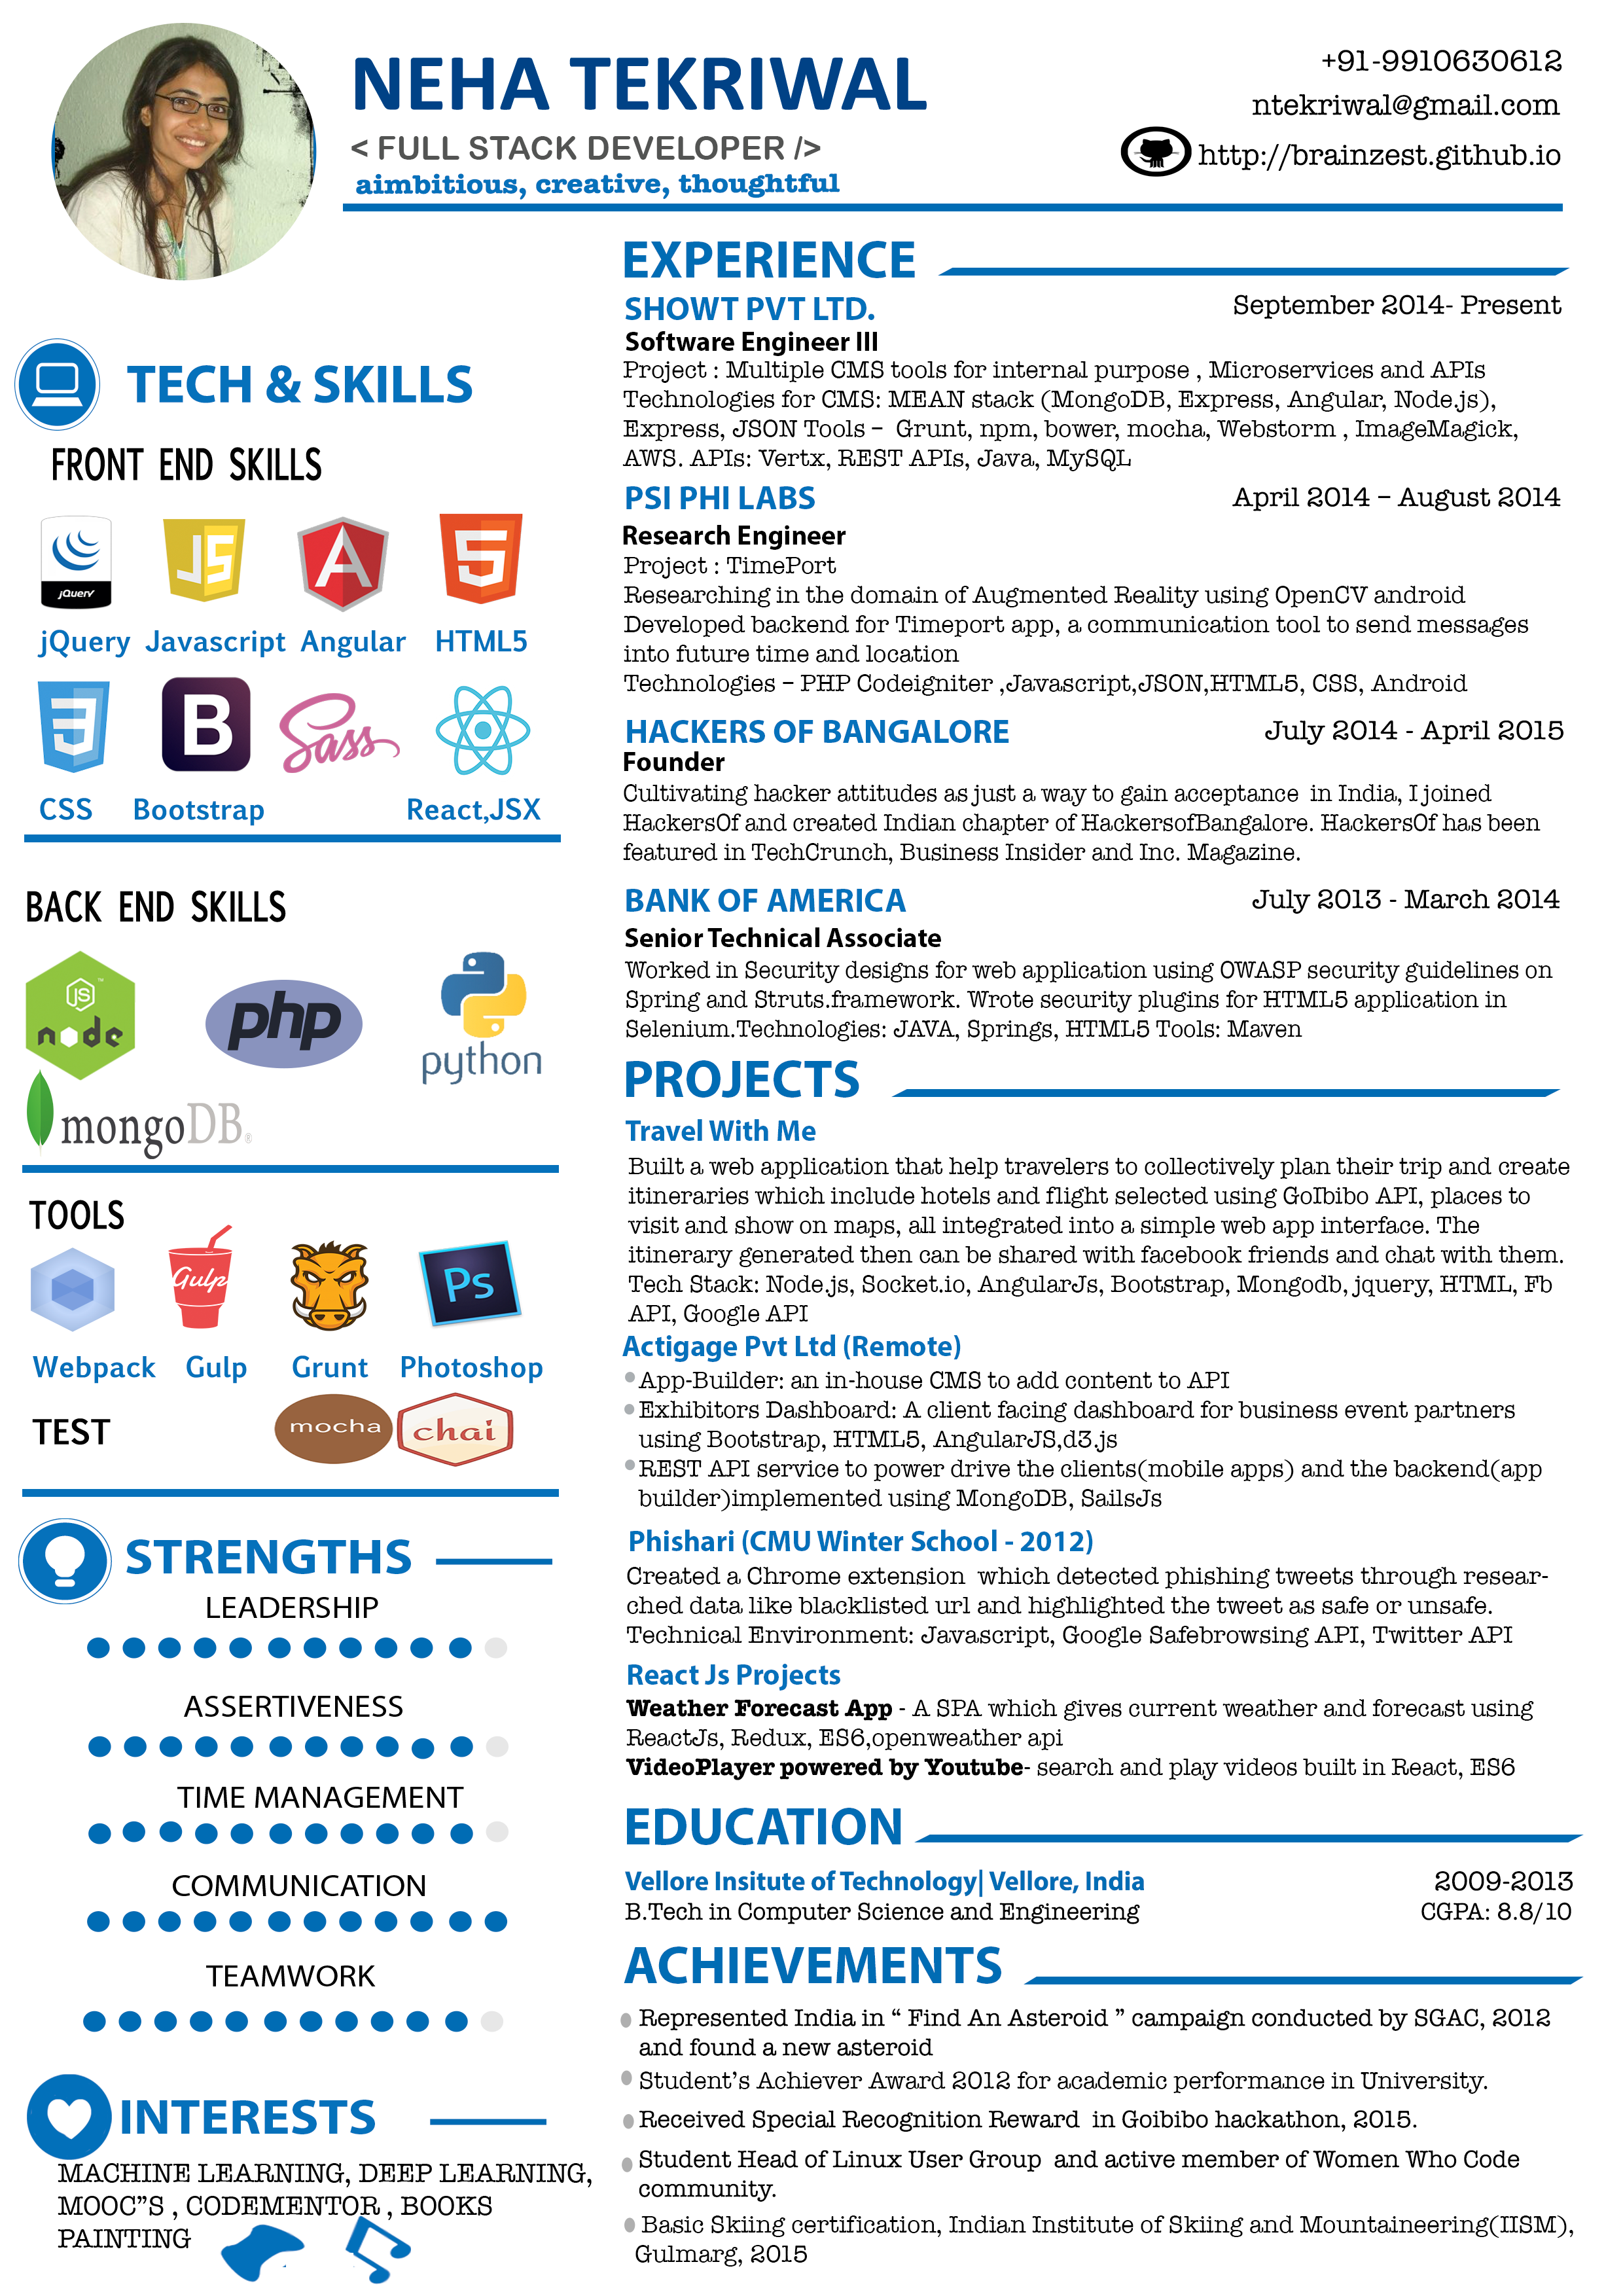 NEHA TEKRIWAL
< FULL STACK DEVELOPER />
aimbitious, creative, thoughtful
+91-9910630612
ntekriwal@gmail.com
http://brainzest.github.io
TECH & SKILLS
FRONT END SKILLS
jQuery
JS
A
5
jQuery Javascript Angular HTML5
3
B
Sass
CSS Bootstrap React,JSX
BACK END SKILLS
JS
node
php
python
mongoDB®
TOOLS
Gulp
Ps
Webpack Gulp Grunt Photoshop
TEST
mocha
chai
STRENGTHS
LEADERSHIP
ASSERTIVENESS
TIME MANAGEMENT
COMMUNICATION
TEAMWORK
INTERESTS
MACHINE LEARNING, DEEP LEARNING,
MOOC”S , CODEMENTOR , BOOKS
PAINTING
EXPERIENCE
SHOWT PVT LTD. September 2014- Present
Software Engineer III
Project : Multiple CMS tools for internal purpose , Microservices and APIs
Technologies for CMS: MEAN stack (MongoDB, Express, Angular, Node.js),
Express, JSON Tools – Grunt, npm, bower, mocha, Webstorm , ImageMagick,
AWS. APIs: Vertx, REST APIs, Java, MySQL
PSI PHI LABS April 2014 – August 2014
Research Engineer
Project : TimePort
Researching in the domain of Augmented Reality using OpenCV android
Developed backend for Timeport app, a communication tool to send messages
into future time and location
Technologies – PHP Codeigniter ,Javascript,JSON,HTML5, CSS, Android
HACKERS OF BANGALORE July 2014 - April 2015
Founder
Cultivating hacker attitudes as just a way to gain acceptance in India, I joined
HackersOf and created Indian chapter of HackersofBangalore. HackersOf has been
featured in TechCrunch, Business Insider and Inc. Magazine.
BANK OF AMERICA July 2013 - March 2014
Senior Technical Associate
Worked in Security designs for web application using OWASP security guidelines on
Spring and Struts.framework. Wrote security plugins for HTML5 application in
Selenium.Technologies: JAVA, Springs, HTML5 Tools: Maven
PROJECTS
Travel With Me
Built a web application that help travelers to collectively plan their trip and create
itineraries which include hotels and flight selected using GoIbibo API, places to
visit and show on maps, all integrated into a simple web app interface. The
itinerary generated then can be shared with facebook friends and chat with them.
Tech Stack: Node.js, Socket.io, AngularJs, Bootstrap, Mongodb, jquery, HTML, Fb
API, Google API
Actigage Pvt Ltd (Remote)
App-Builder: an in-house CMS to add content to API
Exhibitors Dashboard: A client facing dashboard for business event partners
using Bootstrap, HTML5, AngularJS,d3.js
REST API service to power drive the clients(mobile apps) and the backend(app
builder)implemented using MongoDB, SailsJs
Phishari (CMU Winter School - 2012)
Created a Chrome extension which detected phishing tweets through resear-
ched data like blacklisted url and highlighted the tweet as safe or unsafe.
Technical Environment: Javascript, Google Safebrowsing API, Twitter API
React Js Projects
Weather Forecast App - A SPA which gives current weather and forecast using
ReactJs, Redux, ES6,openweather api
VideoPlayer powered by Youtube- search and play videos built in React, ES6
EDUCATION
Vellore Insitute of Technology| Vellore, India 2009-2013
B.Tech in Computer Science and Engineering CGPA: 8.8/10
ACHIEVEMENTS
Represented India in “ Find An Asteroid ” campaign conducted by SGAC, 2012
and found a new asteroid
Student’s Achiever Award 2012 for academic performance in University.
Received Special Recognition Reward in Goibibo hackathon, 2015.
Student Head of Linux User Group and active member of Women Who Code
community.
Basic Skiing certification, Indian Institute of Skiing and Mountaineering(IISM),
Gulmarg, 2015